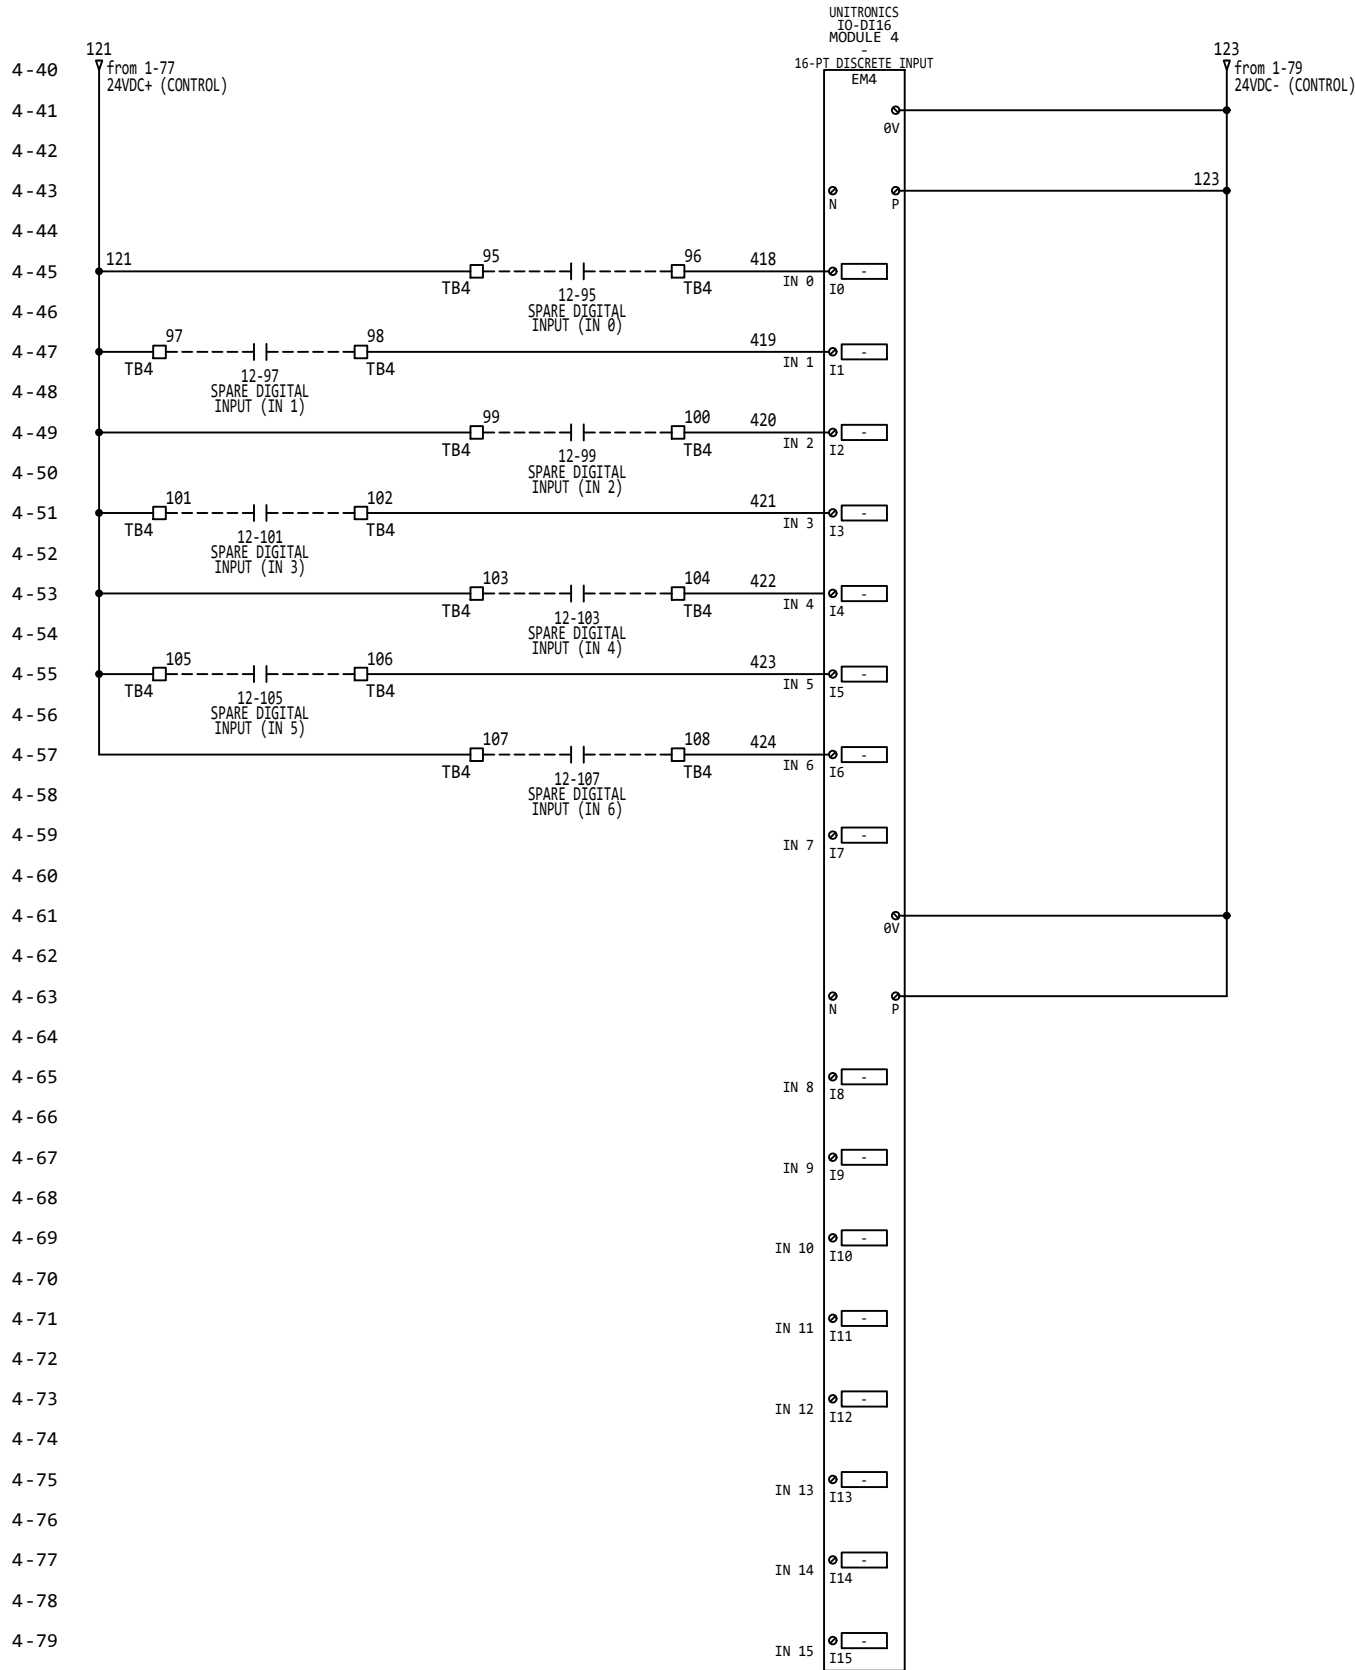 UNITRONICS
IO-DI16
MODULE 4
-
16-PT DISCRETE INPUT
EM4
121
from 1-77
24VDC+ (CONTROL)
123
from 1-79
24VDC- (CONTROL)
4-40
4-41
0V
4-42
4-43
N
P
123
4-44
4-45
121
95
TB4
12-95
SPARE DIGITAL
INPUT (IN 0)
96
TB4
418
IN 0
I0
-
4-46
4-47
97
TB4
12-97
SPARE DIGITAL
INPUT (IN 1)
98
TB4
419
IN 1
I1
-
4-48
4-49
99
TB4
12-99
SPARE DIGITAL
INPUT (IN 2)
100
TB4
420
IN 2
I2
-
4-50
4-51
101
TB4
12-101
SPARE DIGITAL
INPUT (IN 3)
102
TB4
421
IN 3
I3
-
4-52
4-53
103
TB4
12-103
SPARE DIGITAL
INPUT (IN 4)
104
TB4
422
IN 4
I4
-
4-54
4-55
105
TB4
12-105
SPARE DIGITAL
INPUT (IN 5)
106
TB4
423
IN 5
I5
-
4-56
4-57
107
TB4
12-107
SPARE DIGITAL
INPUT (IN 6)
108
TB4
424
IN 6
I6
-
4-58
4-59
IN 7
I7
-
4-60
4-61
0V
4-62
4-63
N
P
4-64
4-65
IN 8
I8
-
4-66
4-67
IN 9
I9
-
4-68
4-69
IN 10
I10
-
4-70
4-71
IN 11
I11
-
4-72
4-73
IN 12
I12
-
4-74
4-75
IN 13
I13
-
4-76
4-77
IN 14
I14
-
4-78
4-79
IN 15
I15
-